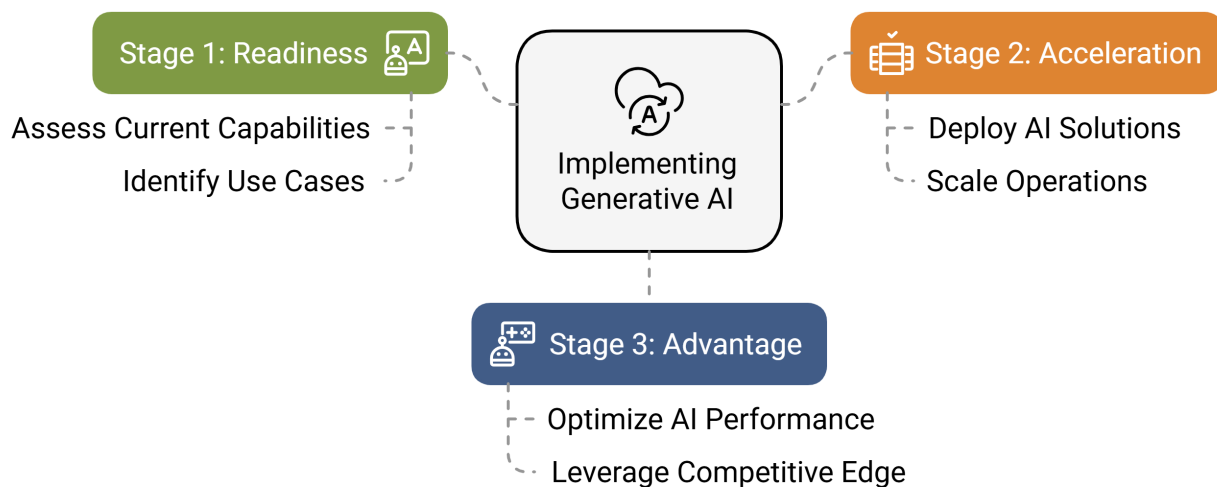 Stage 1: Readiness
A
Assess Current Capabilities
Identify Use Cases
A
Implementing
Generative AI
Stage 2: Acceleration
Deploy AI Solutions
Scale Operations
Stage 3: Advantage
Optimize AI Performance
Leverage Competitive Edge